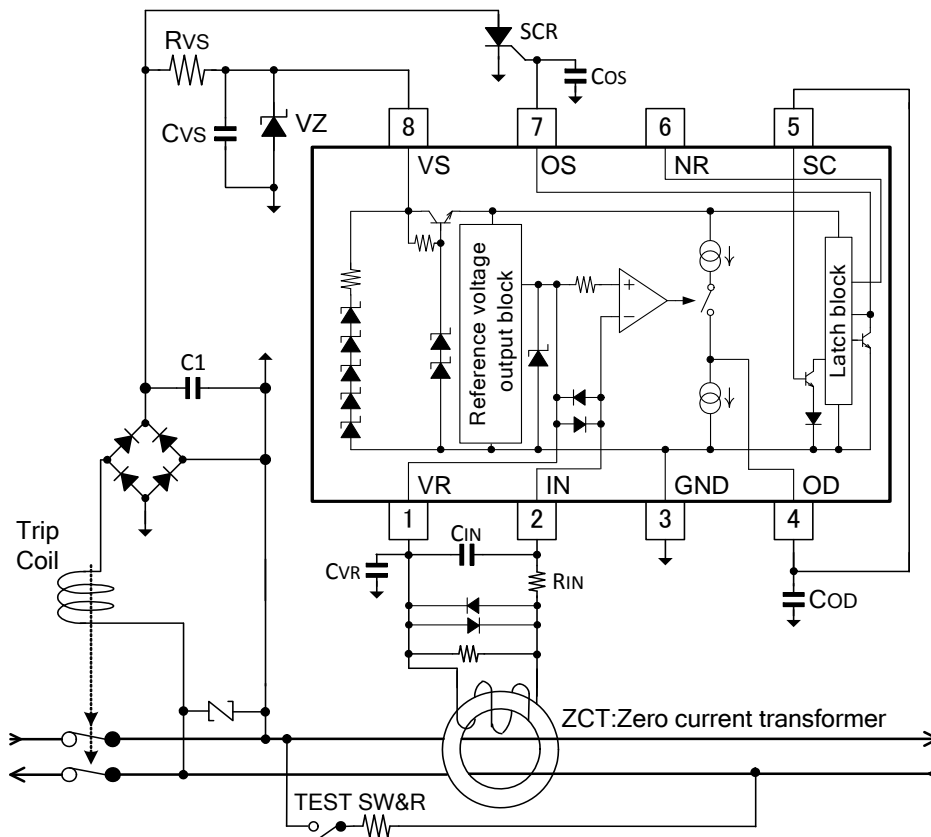 SCR
RVS
COS
CVS
VZ
8
7
6
5
VS
OS
NR
SC
Reference voltage
output block
+
−
Latch block
C1
VR
IN
GND
OD
1
2
3
4
Trip
Coil
CVR
CIN
RIN
COD
ZCT:Zero current transformer
TEST SW&R